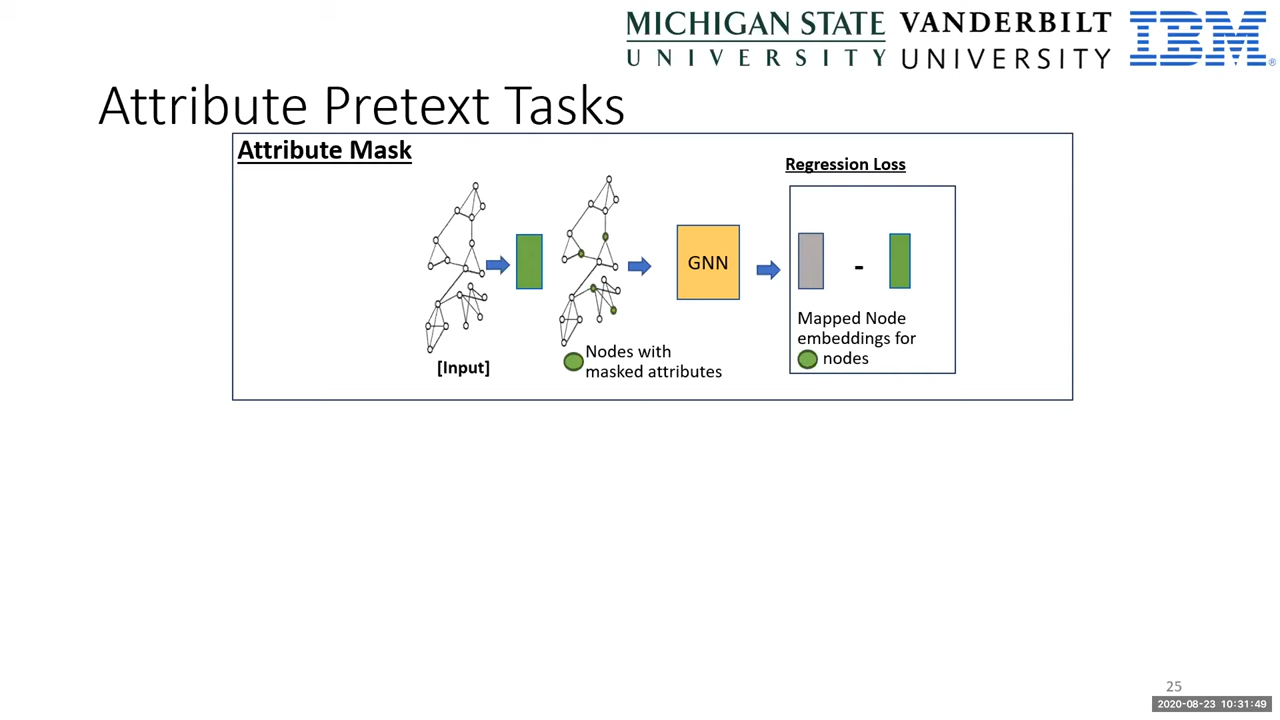 MICHIGAN STATE
UNIVERSITY
VANDERBILT
UNIVERSITY
IBM
®
Attribute Pretext Tasks
Attribute Mask
Regression Loss
GNN
-
Mapped Node
embeddings for
nodes
Nodes with
masked attributes
[Input]
25
2020-08-23 10:31:49